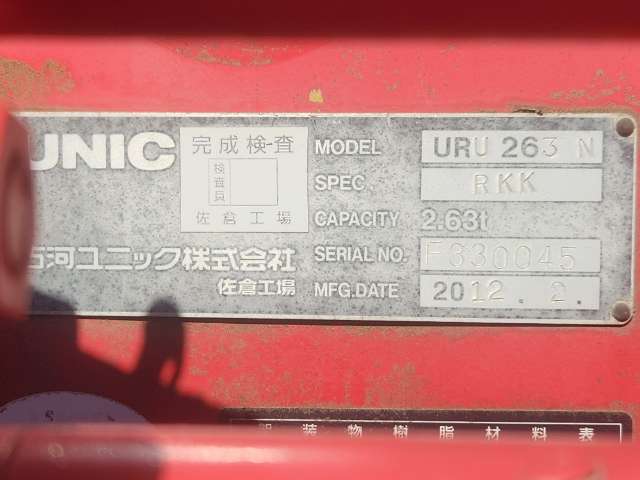 UNIC
完成検査
検査員
佐倉工場
MODEL URU 263 N
SPEC. RKK
CAPACITY 2.63t
SERIAL NO. F330045
MFG.DATE 2012.2.
河ユニック株式会社
佐倉工場
装物樹脂材料表